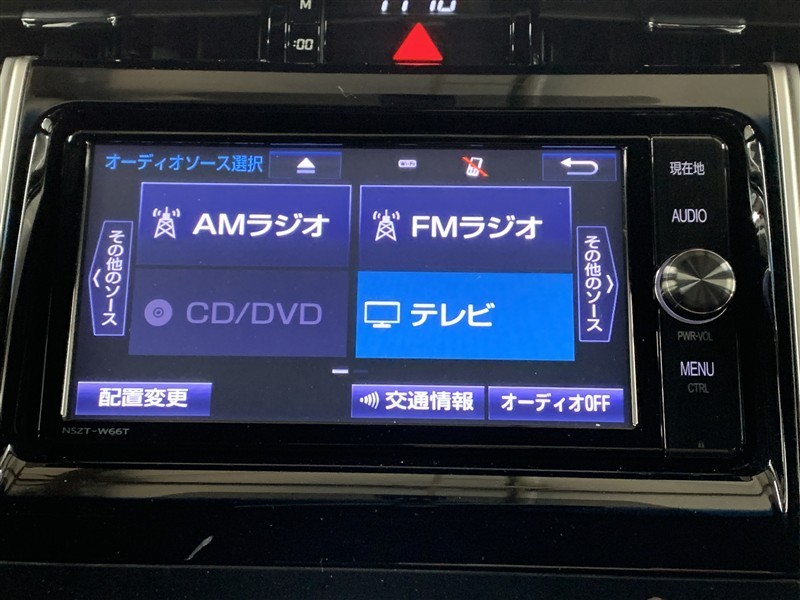 M
:00
オーディオソース選択
Wi-Fi
現在地
AMラジオ
FMラジオ
AUDIO
その他のソース
その他のソース
CD/DVD
テレビ
PWR•VOL
MENU
CTRL
配置変更
交通情報
オーディオOFF
NSZT-W66T